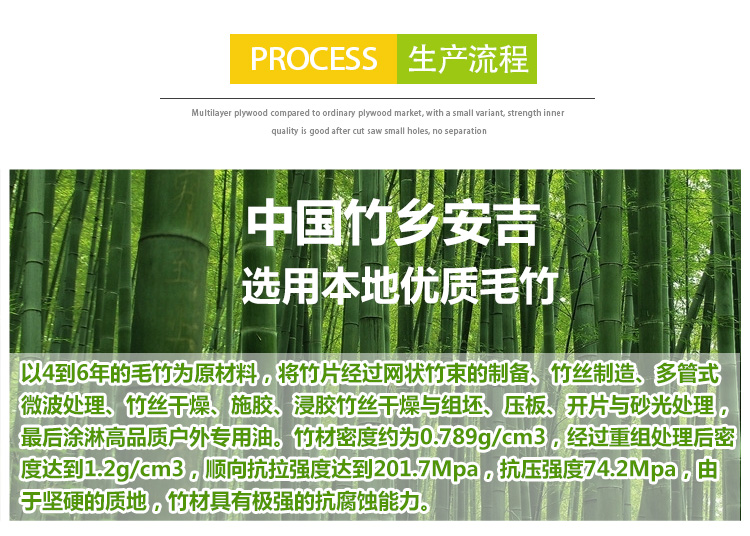 PROCESS 生产流程
Multilayer plywood compared to ordinary plywood market, with a small variant, strength inner
quality is good after cut saw small holes, no separation
中国竹乡安吉
选用本地优质毛竹
以4到6年的毛竹为原材料，将竹片经过网状竹束的制备、竹丝制造、多管式
微波处理、竹丝干燥、施胶、浸胶竹丝干燥与组坯、压板、开片与砂光处理，
最后涂淋高品质户外专用油。竹材密度约为0.789g/cm3，经过重组处理后密
度达到1.2g/cm3，顺向抗拉强度达到201.7Mpa，抗压强度74.2Mpa，由
于坚硬的质地，竹材具有极强的抗腐蚀能力。